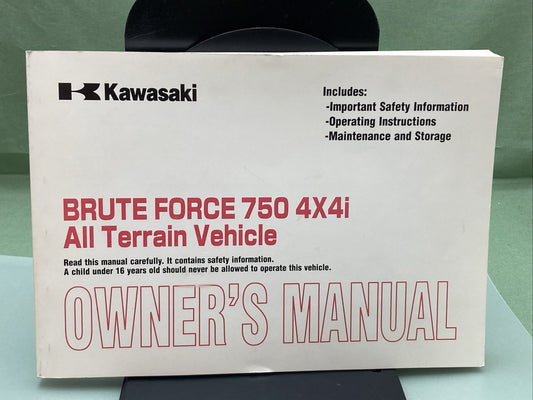 Kawasaki
Includes:
-Important Safety Information
-Operating Instructions
-Maintenance and Storage
BRUTE FORCE 750 4X4i
All Terrain Vehicle
Read this manual carefully. It contains safety information.
A child under 16 years old should never be allowed to operate this vehicle.
OWNER'S MANUAL